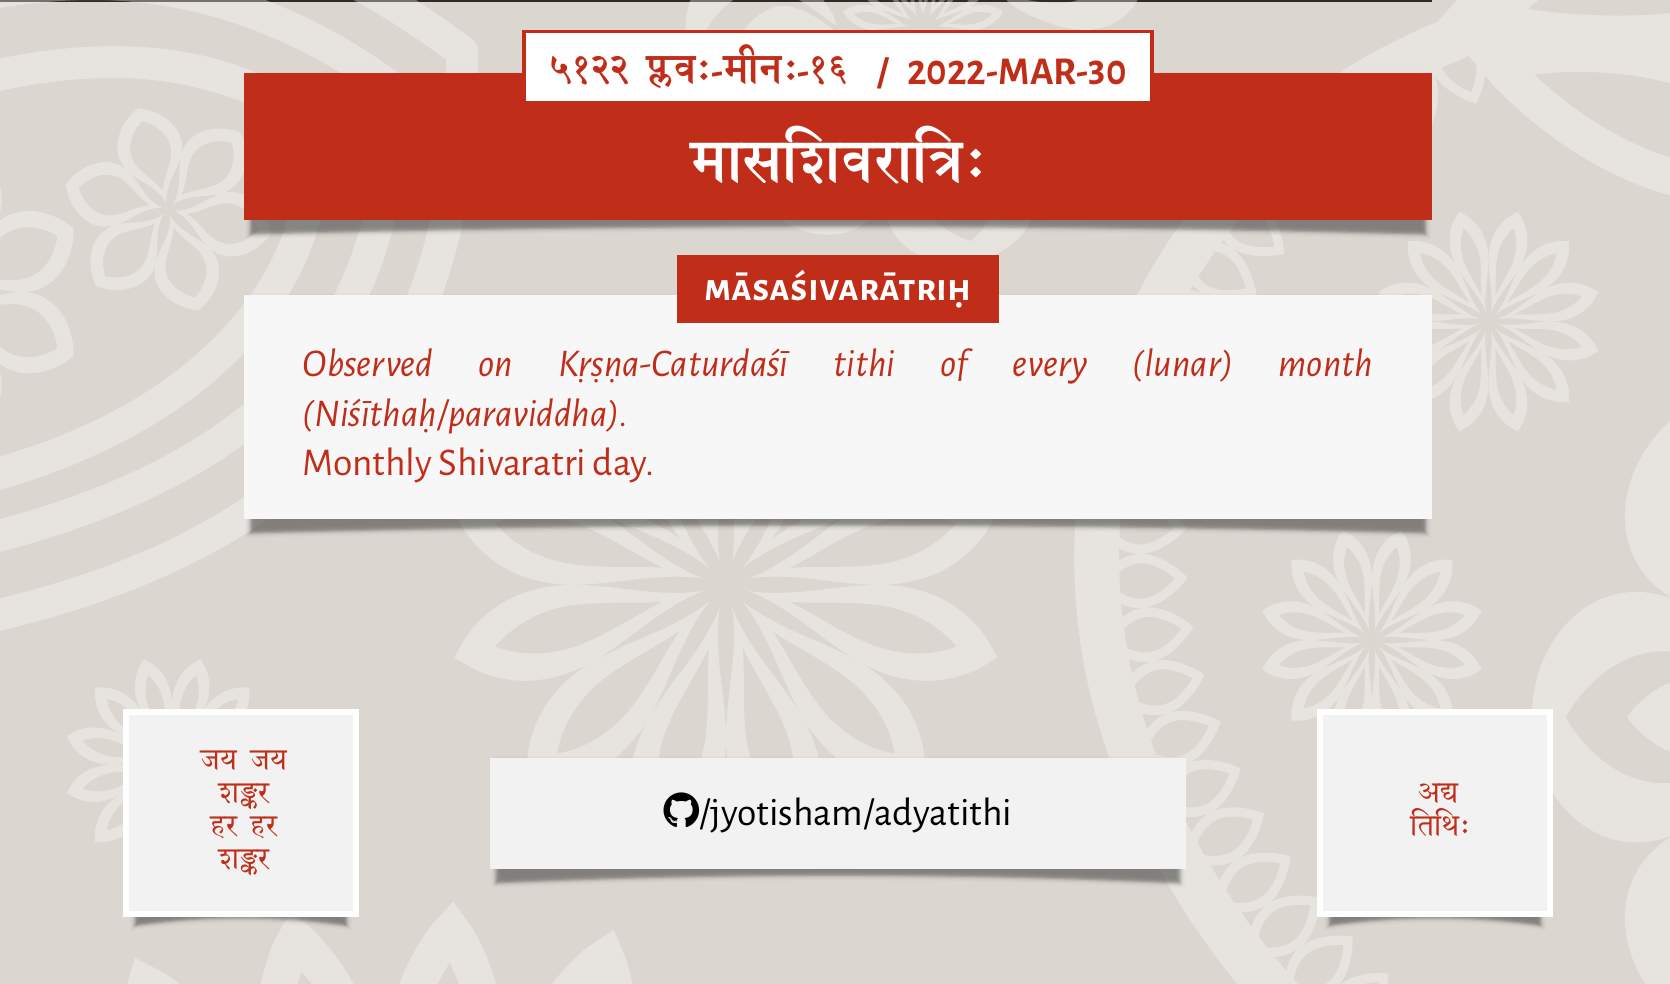 ५१२२ प्लवः-मीनः-१६ / 2022-MAR-30
मासशिवरात्रिः
MĀSAŚIVARĀTRIḤ
Observed on Kṛṣṇa-Caturdaśī tithi of every (lunar) month
(Niśīthaḥ/paraviddha).
Monthly Shivaratri day.
जय जय
शङ्कर
हर हर
शङ्कर
/jyotisham/adyatithi
अद्य
तिथिः